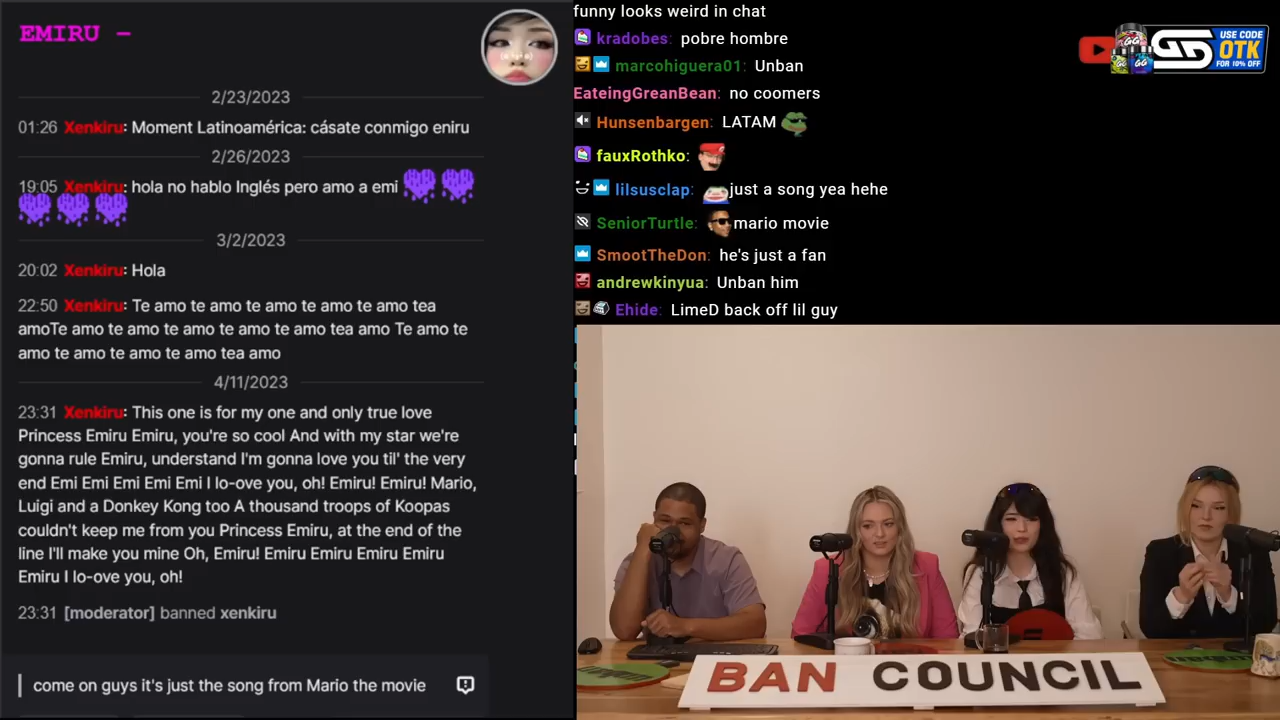 EMIRU –
2/23/2023
01:26 Xenkiru: Moment Latinoamérica: cásate conmigo eniru
2/26/2023
19:05 Xenkiru: hola no hablo Inglés pero amo a emi
3/2/2023
20:02 Xenkiru: Hola
22:50 Xenkiru: Te amo te amo te amo te amo te amo tea
amoTe amo te amo te amo te amo te amo tea amo Te amo te
amo te amo te amo te amo tea amo
4/11/2023
23:31 Xenkiru: This one is for my one and only true love
Princess Emiru Emiru, you're so cool And with my star we're
gonna rule Emiru, understand I'm gonna love you til' the very
end Emi Emi Emi Emi Emi I lo-ove you, oh! Emiru! Emiru! Mario,
Luigi and a Donkey Kong too A thousand troops of Koopas
couldn't keep me from you Princess Emiru, at the end of the
line I'll make you mine Oh, Emiru! Emiru Emiru Emiru Emiru
Emiru I lo-ove you, oh!
23:31 [moderator] banned xenkiru
come on guys it's just the song from Mario the movie
funny looks weird in chat
kradobes: pobre hombre
marcohiguera01: Unban
EateingGreanBean: no coomers
Hunsenbargen: LATAM
fauxRothko:
lilsusclap: just a song yea hehe
SeniorTurtle: mario movie
SmootTheDon: he's just a fan
andrewkinyua: Unban him
Ehide: LimeD back off lil guy
GG
USE CODE
OTK
FOR 10% OFF
BAN COUNCIL